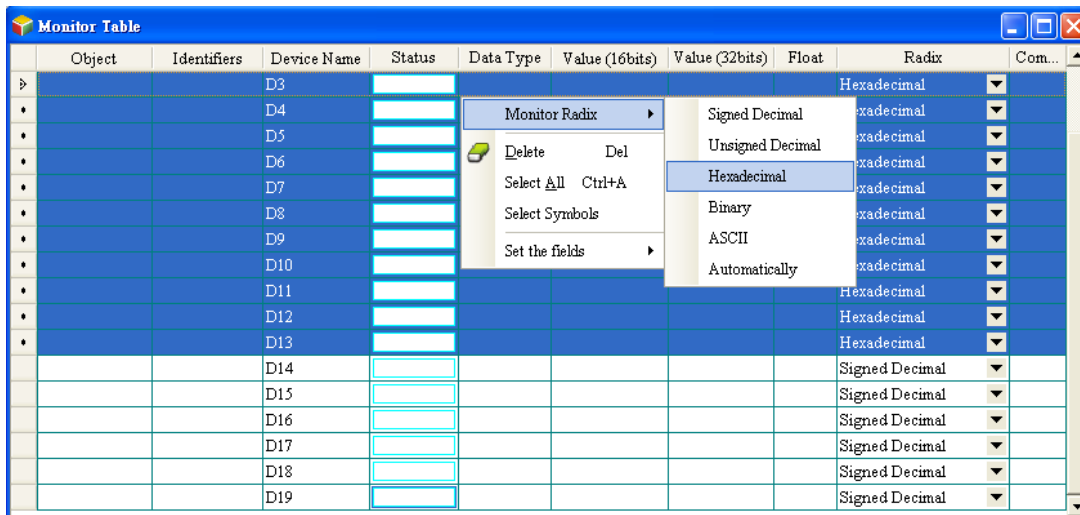 Monitor Table
Object Identifiers Device Name Status Data Type Value (16bits) Value (32bits) Float Radix Com...
D3 Hexadecimal
D4 exadecimal
D5 exadecimal
D6 exadecimal
D7 exadecimal
D8 exadecimal
D9 exadecimal
D10 exadecimal
D11 Hexadecimal
D12 Hexadecimal
D13 Hexadecimal
D14 Signed Decimal
D15 Signed Decimal
D16 Signed Decimal
D17 Signed Decimal
D18 Signed Decimal
D19 Signed Decimal
Monitor Radix
Delete Del
Select All Ctrl+A
Select Symbols
Set the fields
Signed Decimal
Unsigned Decimal
Hexadecimal
Binary
ASCII
Automatically